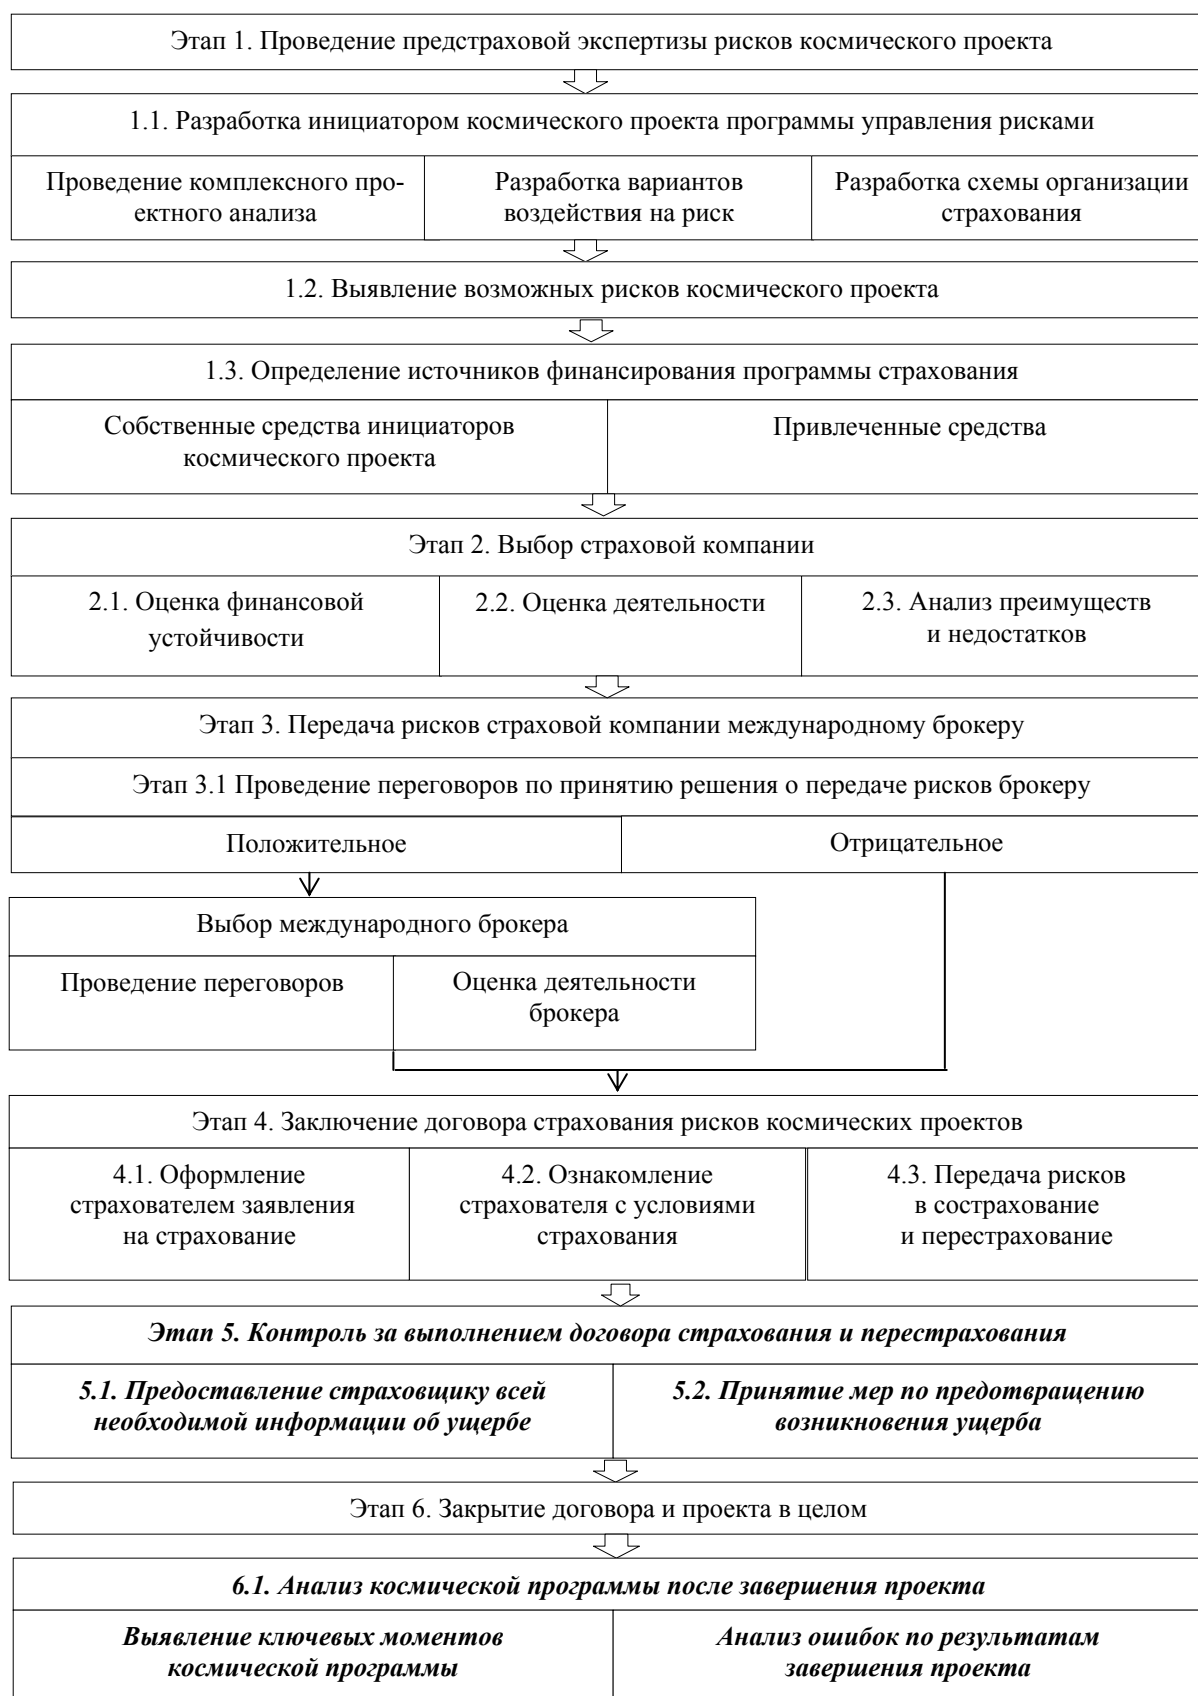 Этап 1. Проведение предстраховой экспертизы рисков космического проекта
1.1. Разработка инициатором космического проекта программы управления рисками
Проведение комплексного про-
ектного анализа
Разработка вариантов
воздействия на риск
Разработка схемы организации
страхования
1.2. Выявление возможных рисков космического проекта
1.3. Определение источников финансирования программы страхования
Собственные средства инициаторов
космического проекта
Привлеченные средства
Этап 2. Выбор страховой компании
2.1. Оценка финансовой
устойчивости
2.2. Оценка деятельности
2.3. Анализ преимуществ
и недостатков
Этап 3. Передача рисков страховой компании международному брокеру
Этап 3.1 Проведение переговоров по принятию решения о передаче рисков брокеру
Положительное
Отрицательное
Выбор международного брокера
Проведение переговоров
Оценка деятельности
брокера
Этап 4. Заключение договора страхования рисков космических проектов
4.1. Оформление
страхователем заявления
на страхование
4.2. Ознакомление
страхователя с условиями
страхования
4.3. Передача рисков
в сострахование
и перестрахование
Этап 5. Контроль за выполнением договора страхования и перестрахования
5.1. Предоставление страховщику всей
необходимой информации об ущербе
5.2. Принятие мер по предотвращению
возникновения ущерба
Этап 6. Закрытие договора и проекта в целом
6.1. Анализ космической программы после завершения проекта
Выявление ключевых моментов
космической программы
Анализ ошибок по результатам
завершения проекта